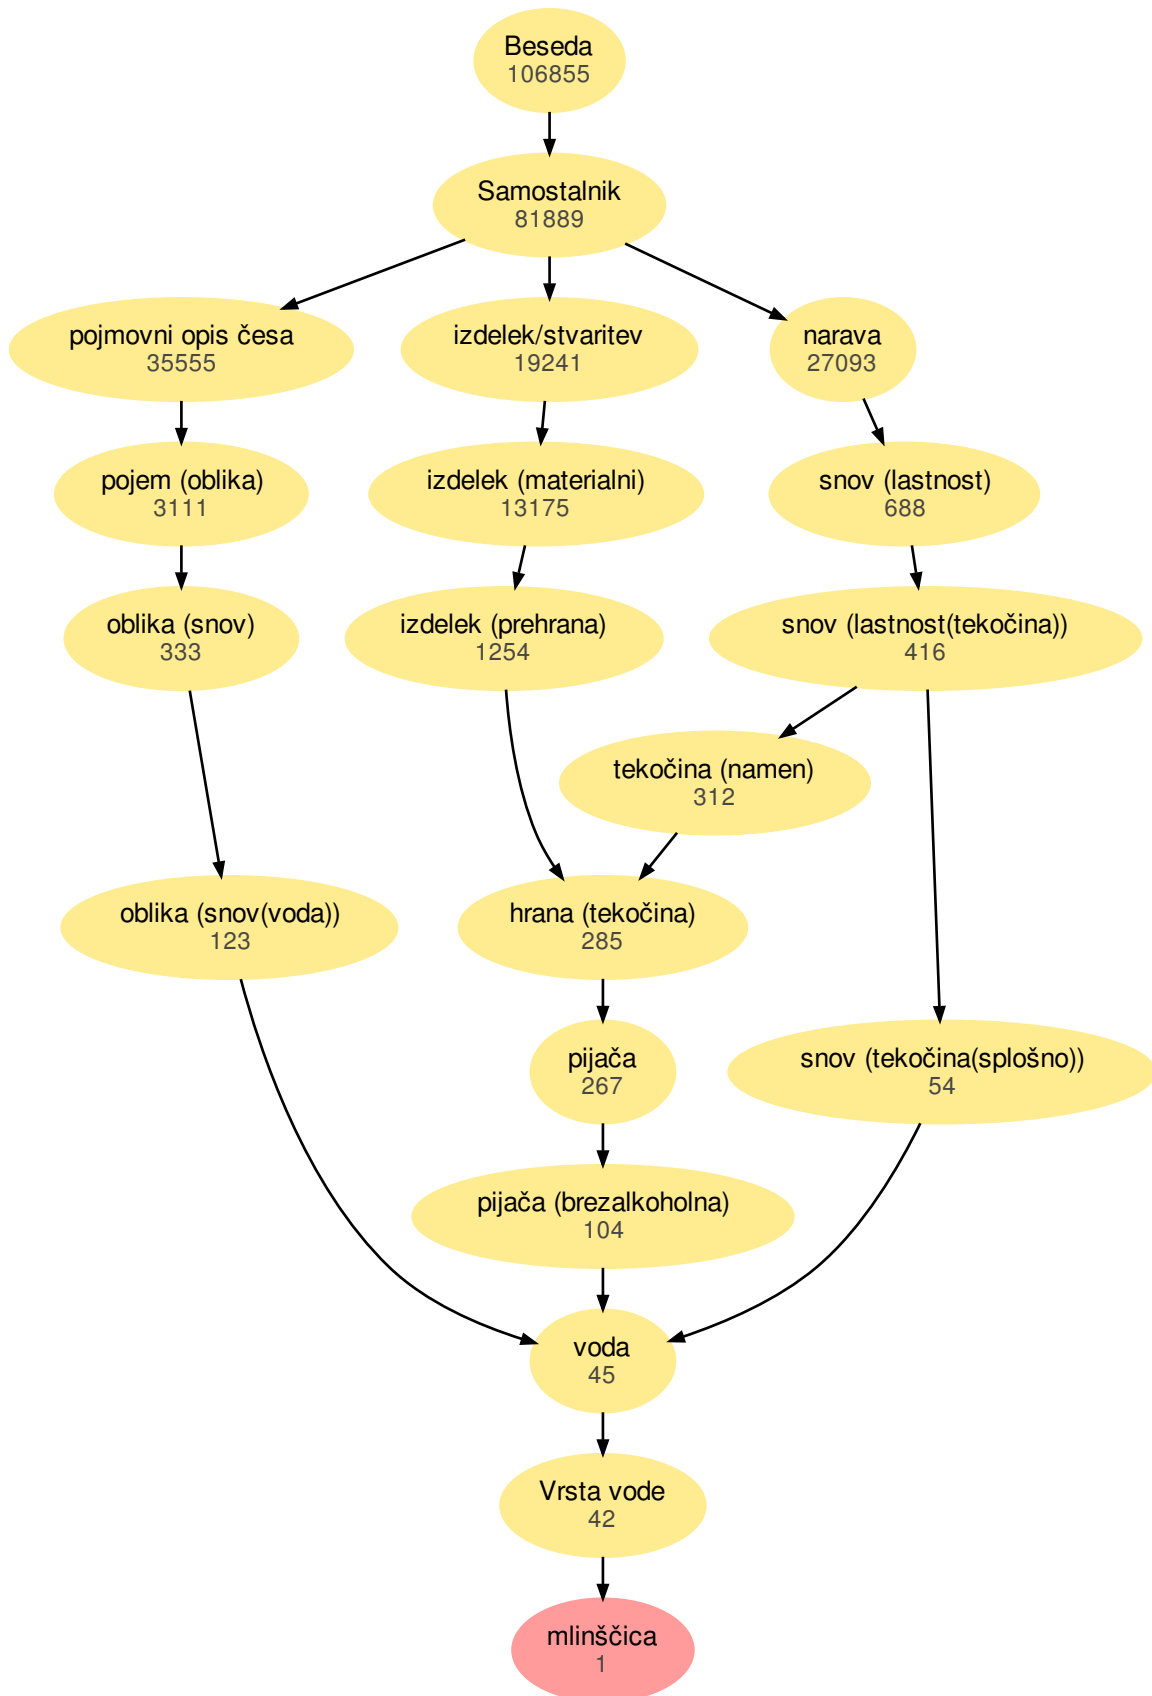 Beseda
106855
Samostalnik
81889
pojmovni opis česa
35555
izdelek/stvaritev
19241
narava
27093
pojem (oblika)
3111
izdelek (materialni)
13175
snov (lastnost)
688
oblika (snov)
333
izdelek (prehrana)
1254
snov (lastnost(tekočina))
416
tekočina (namen)
312
oblika (snov(voda))
123
hrana (tekočina)
285
pijača
267
snov (tekočina(splošno))
54
pijača (brezalkoholna)
104
voda
45
Vrsta vode
42
mlinščica
1